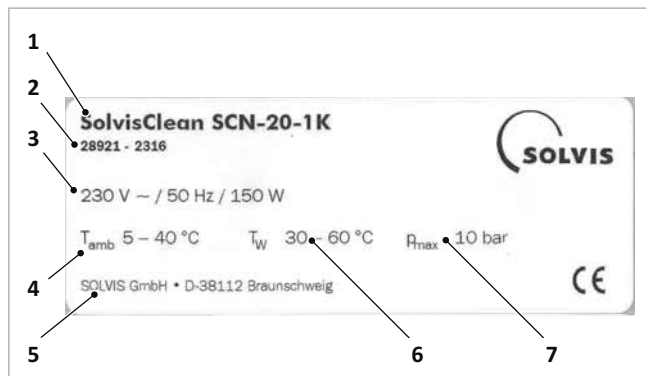 1
2
3
SolvisClean SCN-20-1K
28921 - 2316
SOLVIS
230 V ~ / 50 Hz / 150 W
Tamb 5 – 40 °C TW 30 – 60 °C pmax 10 bar
4
SOLVIS GmbH • D-38112 Braunschweig
CE
5
6
7